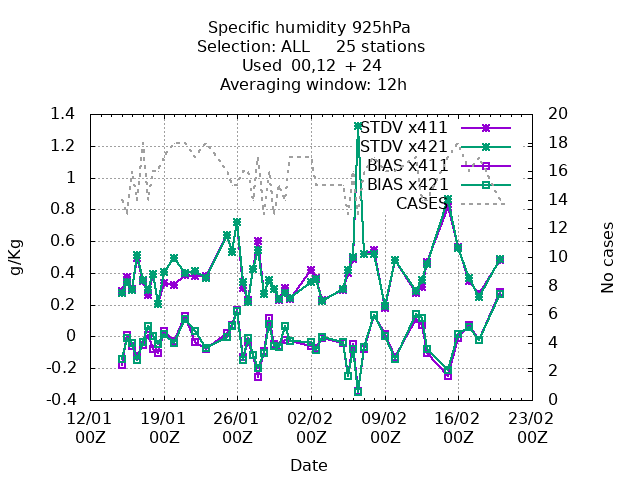 Specific humidity 925hPa
Selection: ALL 25 stations
Used 00,12 + 24
Averaging window: 12h
1.4
1.2
1
0.8
0.6
0.4
0.2
0
-0.2
-0.4
g/Kg
20
18
16
14
12
10
8
6
4
2
0
No cases
STDV x411
STDV x421
BIAS x411
BIAS x421
CASES
12/01 19/01 26/01 02/02 09/02 16/02 23/02
00Z 00Z 00Z 00Z 00Z 00Z 00Z
Date